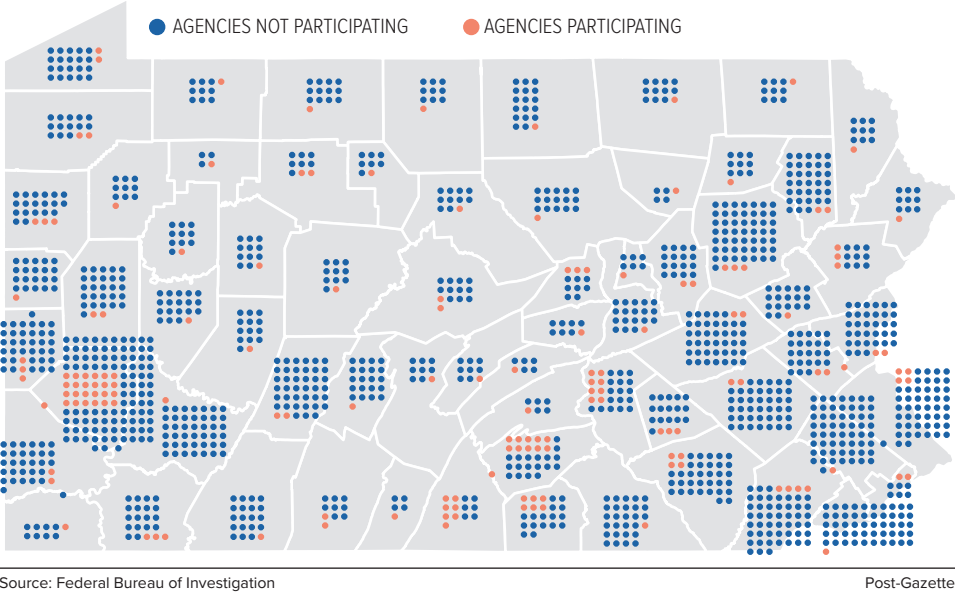 AGENCIES NOT PARTICIPATING
AGENCIES PARTICIPATING
Source: Federal Bureau of Investigation
Post-Gazette